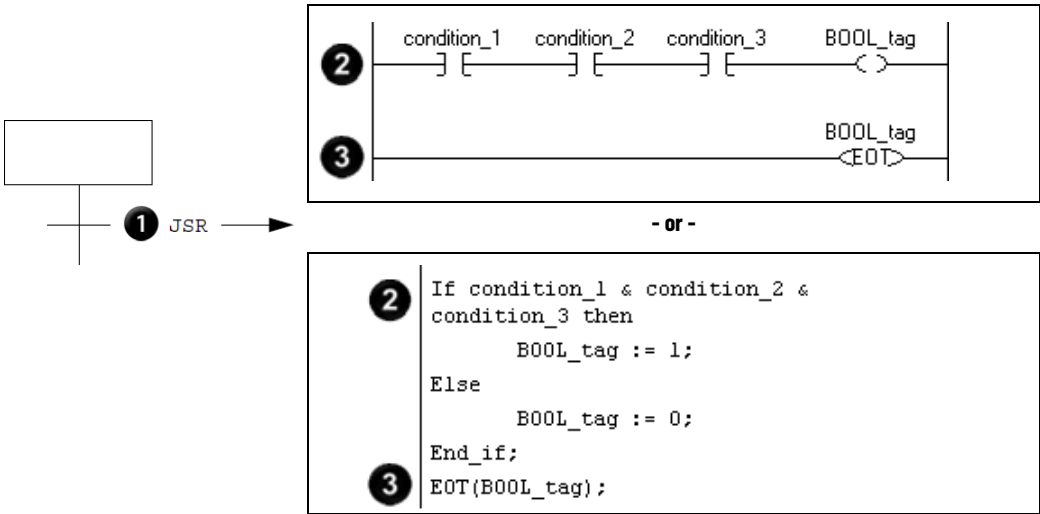 condition_1 condition_2 condition_3 BOOL_tag
2
BOOL_tag
3 EOT
1 JSR
- or -
2 If condition_1 & condition_2 &
condition_3 then
BOOL_tag := 1;
Else
BOOL_tag := 0;
End_if;
3 EOT(BOOL_tag);